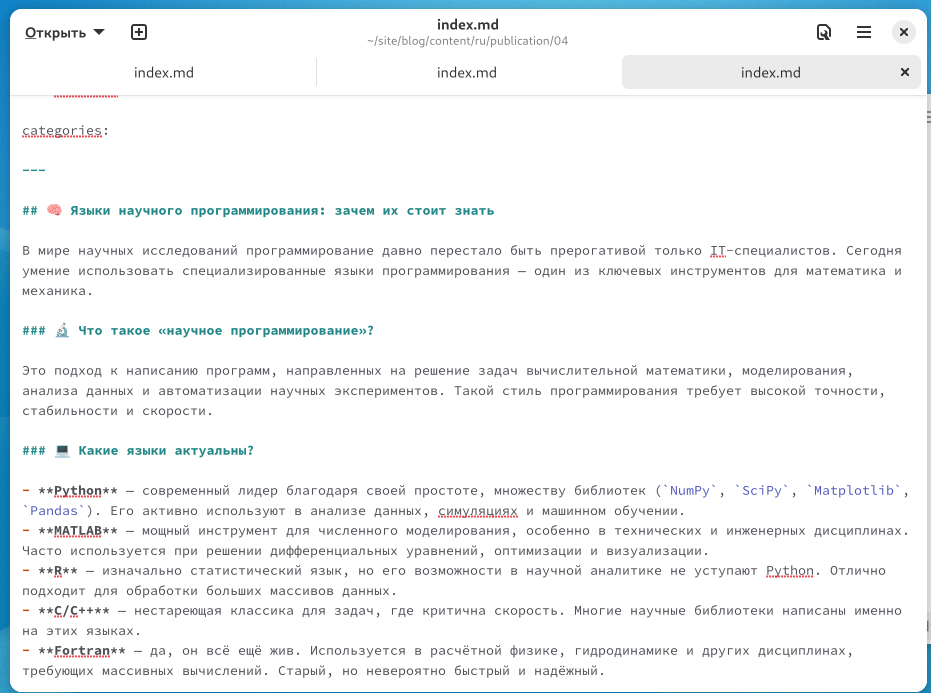 Открыть
index.md
~/site/blog/content/ru/publication/04
index.md
index.md
index.md
categories:
---
## 🧠 Языки научного программирования: зачем их стоит знать
В мире научных исследований программирование давно перестало быть прерогативой только IT-специалистов. Сегодня
умение использовать специализированные языки программирования — один из ключевых инструментов для математика и
механика.
### 🔬 Что такое «научное программирование»?
Это подход к написанию программ, направленных на решение задач вычислительной математики, моделирования,
анализа данных и автоматизации научных экспериментов. Такой стиль программирования требует высокой точности,
стабильности и скорости.
### 💻 Какие языки актуальны?
- **Python** — современный лидер благодаря своей простоте, множеству библиотек (`NumPy`, `SciPy`, `Matplotlib`,
`Pandas`). Его активно используют в анализе данных, симуляциях и машинном обучении.
- **MATLAB** — мощный инструмент для численного моделирования, особенно в технических и инженерных дисциплинах.
Часто используется при решении дифференциальных уравнений, оптимизации и визуализации.
- **R** — изначально статистический язык, но его возможности в научной аналитике не уступают Python. Отлично
подходит для обработки больших массивов данных.
- **C/C++** — нестареющая классика для задач, где критична скорость. Многие научные библиотеки написаны именно
на этих языках.
- **Fortran** — да, он всё ещё жив. Используется в расчётной физике, гидродинамике и других дисциплинах,
требующих массивных вычислений. Старый, но невероятно быстрый и надёжный.